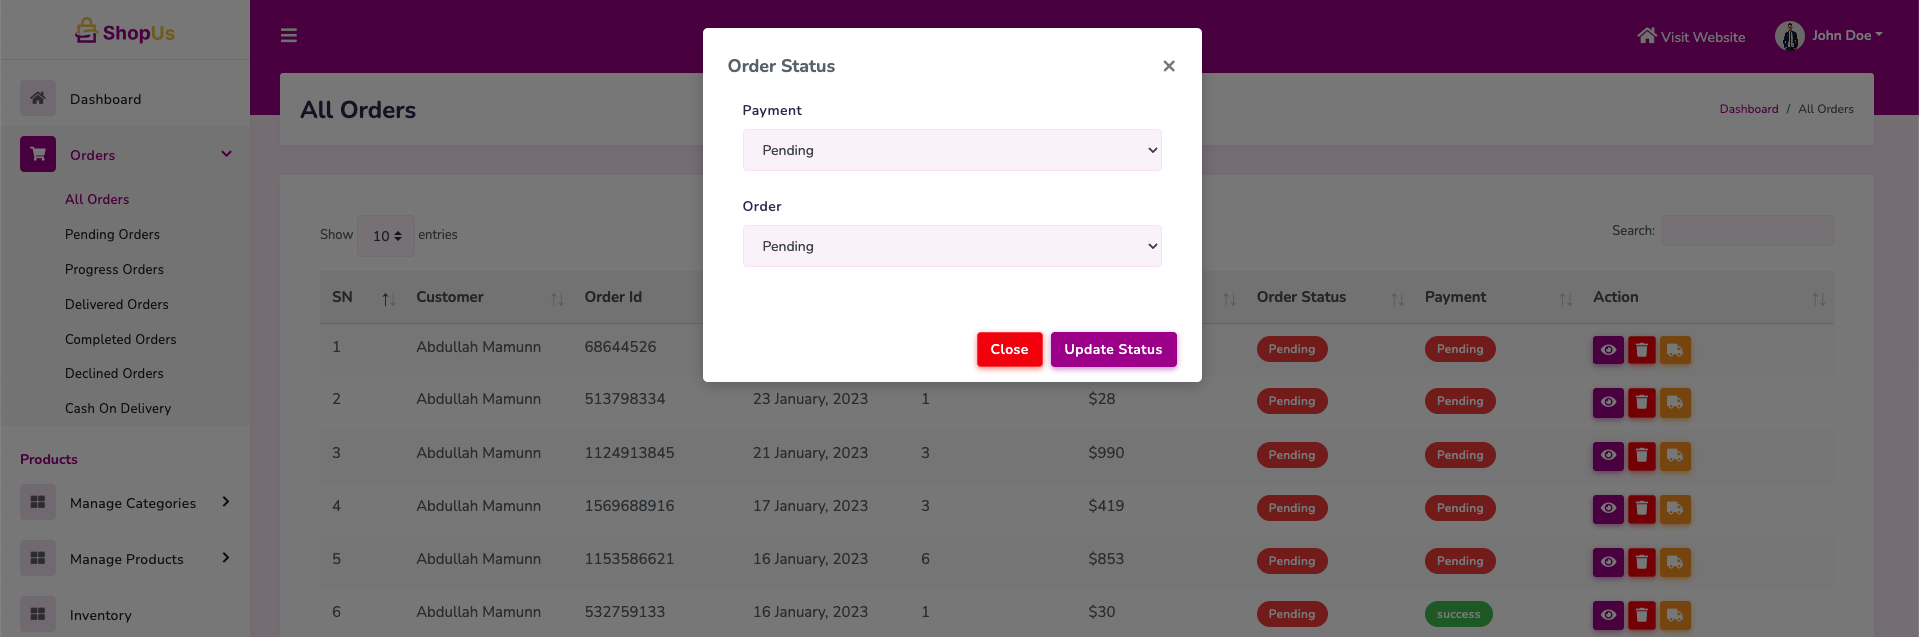 ShopUs
Visit Website
John Doe
Dashboard
Orders
All Orders
Pending Orders
Progress Orders
Delivered Orders
Completed Orders
Declined Orders
Cash On Delivery
Products
Manage Categories
Manage Products
Inventory
All Orders
Dashboard / All Orders
Order Status ×
Payment
Pending
Order
Pending
Close Update Status
Show 10 entries
Search:
SN Customer Order Id Order Status Payment Action
1 Abdullah Mamunn 68644526 Pending Pending
2 Abdullah Mamunn 513798334 23 January, 2023 1 $28 Pending Pending
3 Abdullah Mamunn 1124913845 21 January, 2023 3 $990 Pending Pending
4 Abdullah Mamunn 1569688916 17 January, 2023 3 $419 Pending Pending
5 Abdullah Mamunn 1153586621 16 January, 2023 6 $853 Pending Pending
6 Abdullah Mamunn 532759133 16 January, 2023 1 $30 Pending success